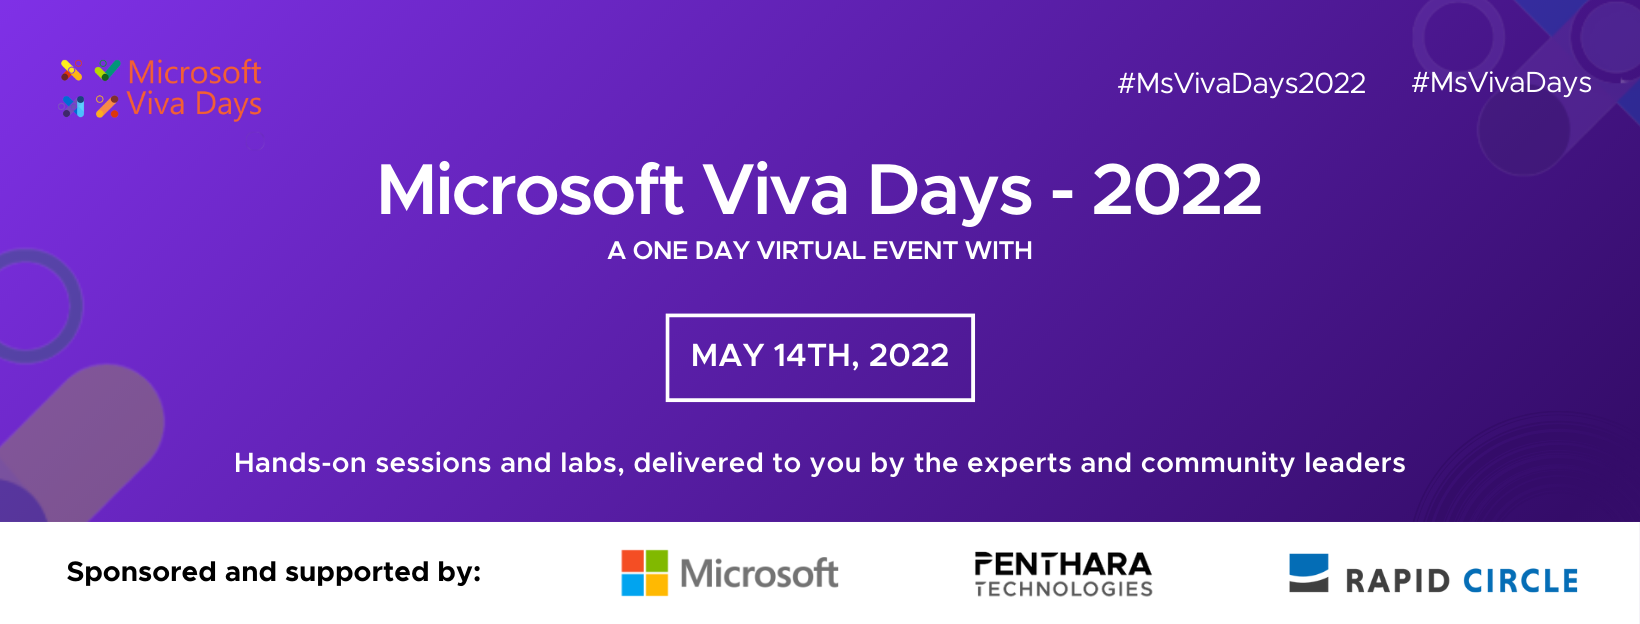 Microsoft
Viva Days
#MsVivaDays2022 #MsVivaDays
Microsoft Viva Days - 2022
A ONE DAY VIRTUAL EVENT WITH
MAY 14TH, 2022
Hands-on sessions and labs, delivered to you by the experts and community leaders
Sponsored and supported by:
Microsoft
PENTHARA
TECHNOLOGIES
RAPID CIRCLE